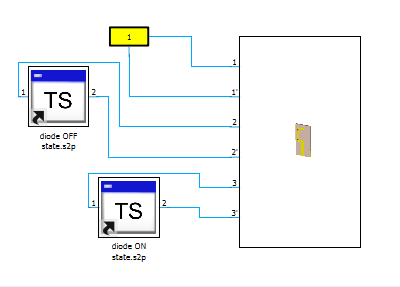 1
1
1'
1 TS 2
2
diode OFF
state.s2p
2'
3
1 TS 2
3'
diode ON
state.s2p